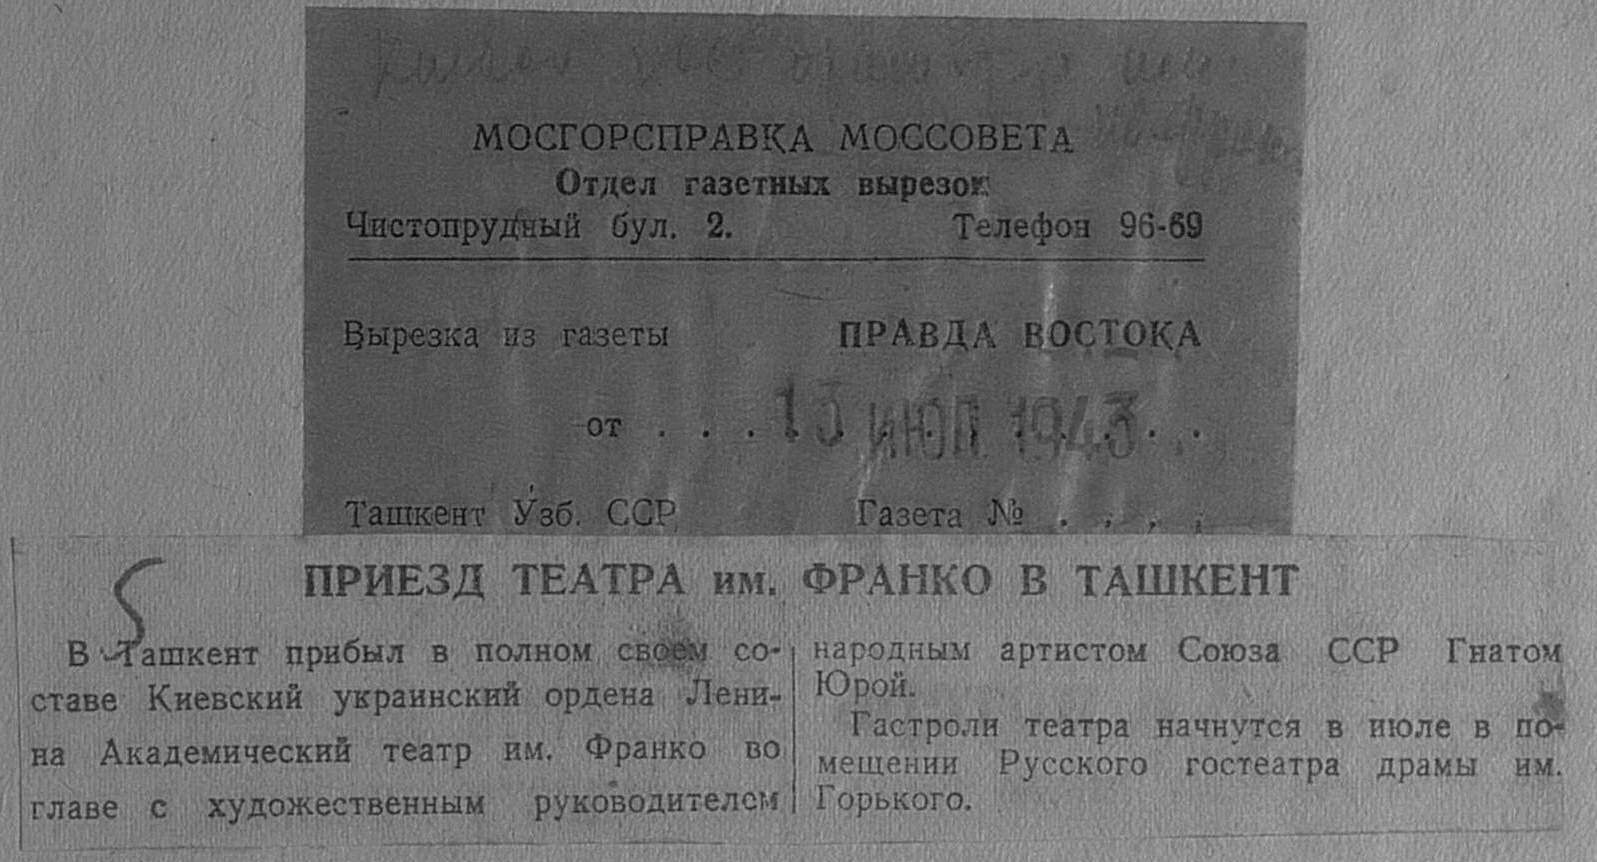 МОСГОРСПРАВКА МОССОВЕТА
Отдел газетных вырезок
Чистопрудный бул. 2. Телефон 96-69
Вырезка из газеты ПРАВДА ВОСТОКА
от . . . 13 ИЮЛ 1943 . .
Ташкент Узб. ССР Газета № . . . .
ПРИЕЗД ТЕАТРА им. ФРАНКО В ТАШКЕНТ
В Ташкент прибыл в полном своем со-
ставе Киевский украинский ордена Лени-
на Академический театр им. Франко во
главе с художественным руководителем
народным артистом Союза ССР Гнатом
Юрой.
Гастроли театра начнутся в июле в по-
мещении Русского гостеатра драмы им.
Горького.